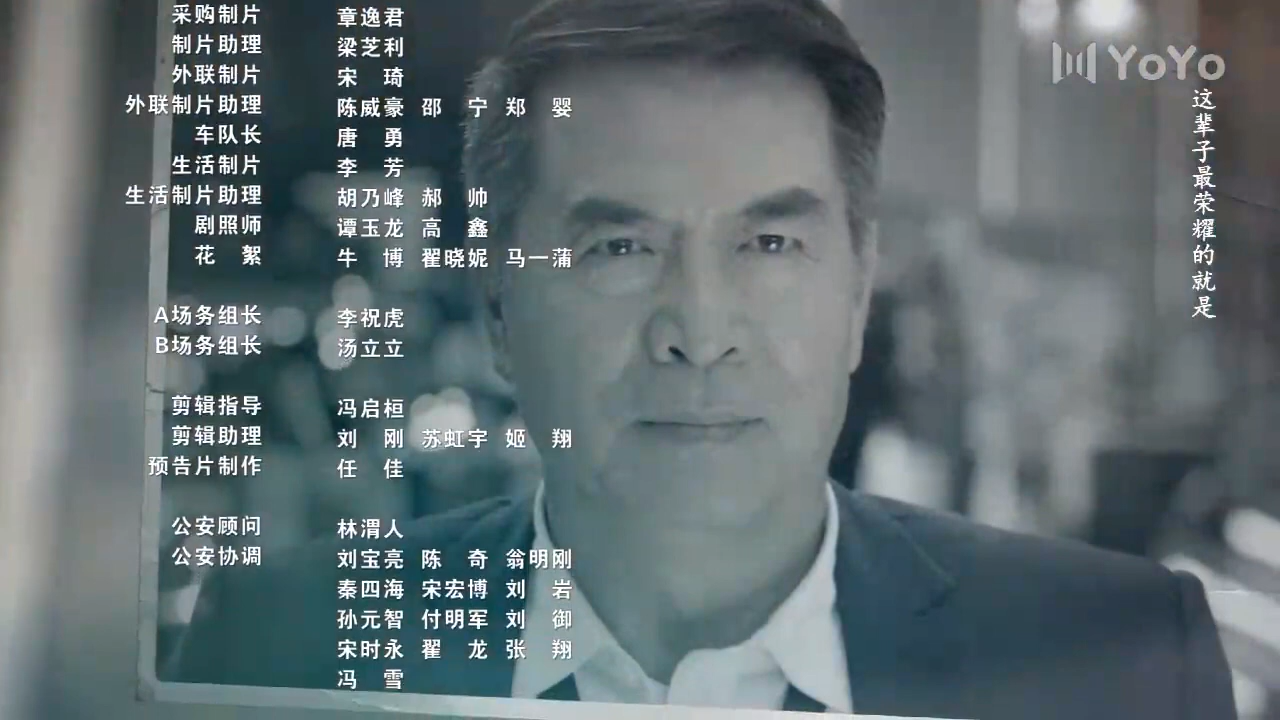 采购制片 章逸君
制片助理 梁芝利
外联制片 宋 琦
外联制片助理 陈威豪 邵 宁 郑 婴
车队长 唐 勇
生活制片 李 芳
生活制片助理 胡乃峰 郝 帅
剧照师 谭玉龙 高 鑫
花 絮 牛 博 翟晓妮 马一蒲
A场务组长 李祝虎
B场务组长 汤立立
剪辑指导 冯启桓
剪辑助理 刘 刚 苏虹宇 姬 翔
预告片制作 任 佳
公安顾问 林渭人
公安协调 刘宝亮 陈 奇 翁明刚
秦四海 宋宏博 刘 岩
孙元智 付明军 刘 御
宋时永 翟 龙 张 翔
冯 雪
YoYo
这辈子最荣耀的就是